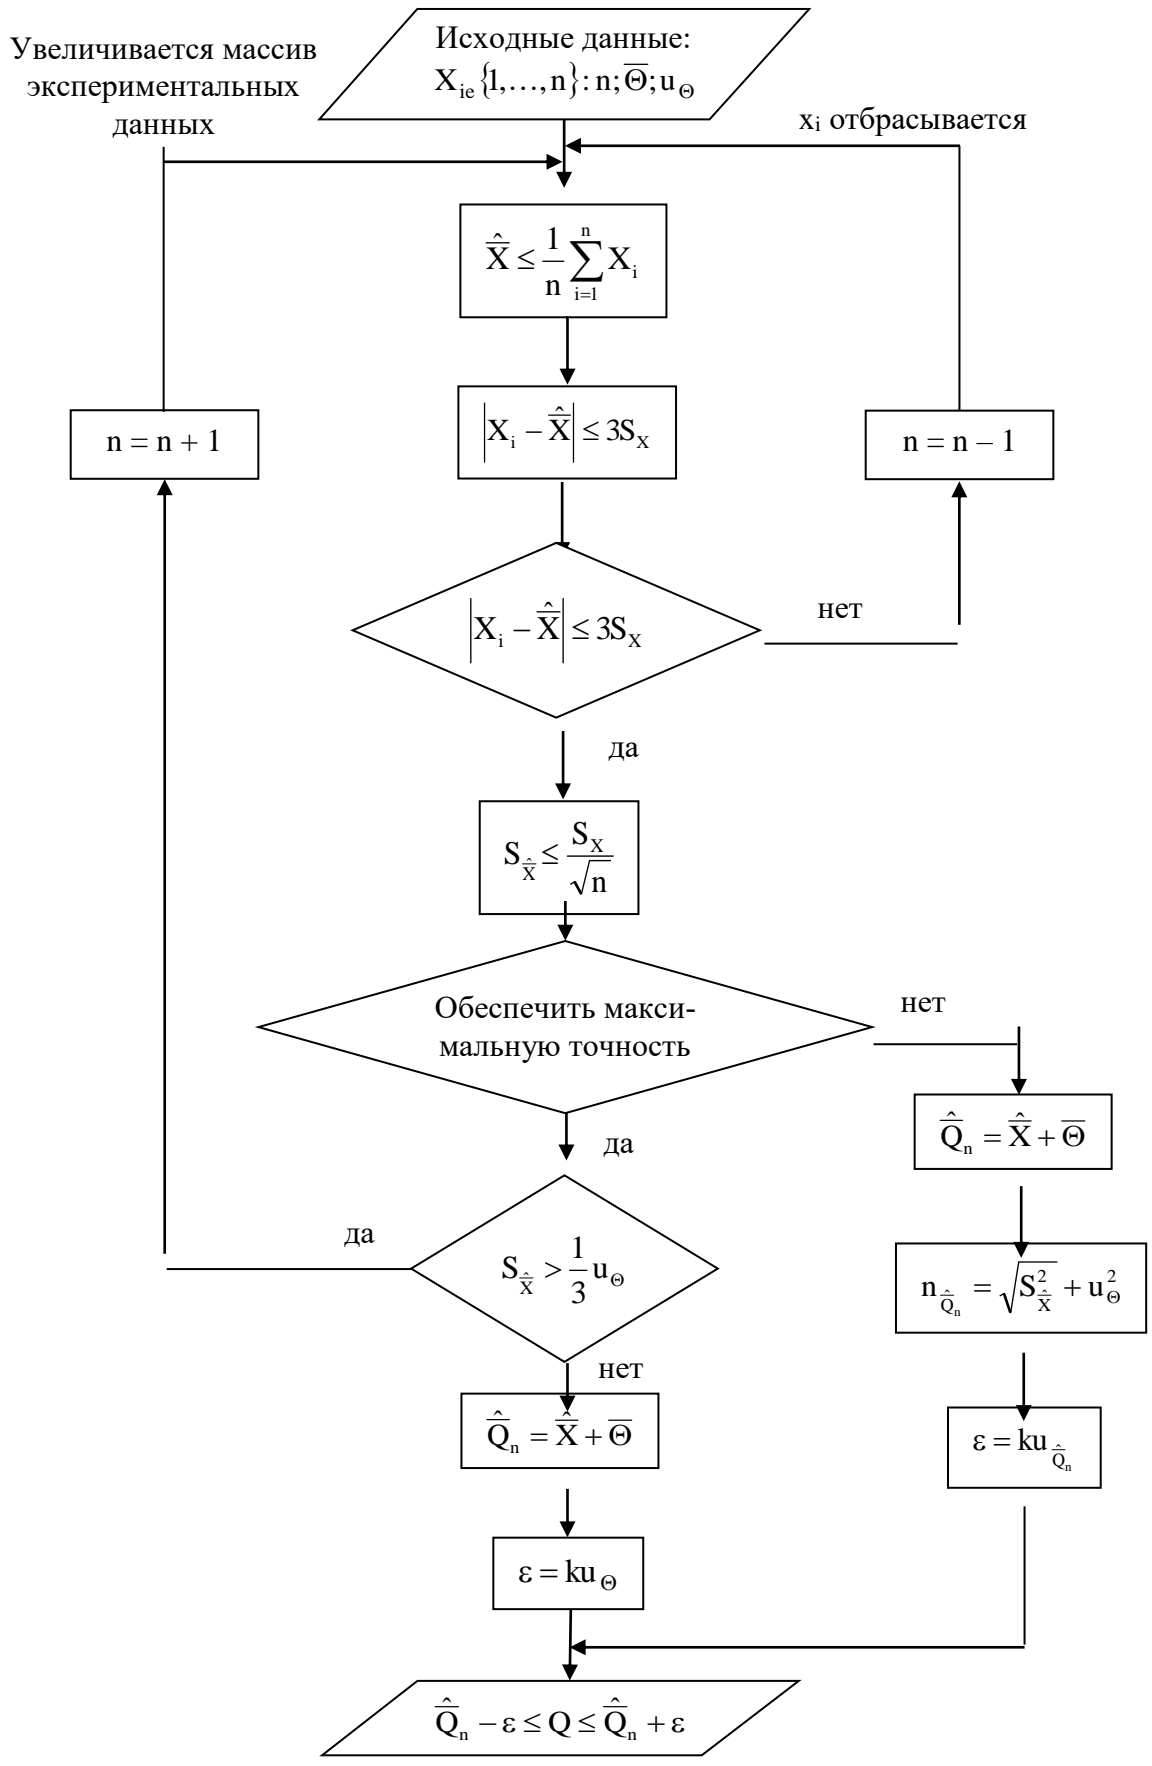 Исходные данные:
X_ie {1,…,n}: n; Θ̅; u_Θ
Увеличивается массив
экспериментальных
данных
x_i отбрасывается
X̅̂ ≤ 1/n ∑_{i=1}^{n} X_i
|X_i − X̅̂| ≤ 3S_X
n = n + 1
n = n – 1
|X_i − X̅̂| ≤ 3S_X
нет
да
S_X̅̂ ≤ S_X/√n
Обеспечить макси-
мальную точность
нет
да
Q̅̂_n = X̅̂ + Θ̅
да
S_X̅̂ > 1/3 u_Θ
n_Q̅̂_n = √S²_X̅̂ + u²_Θ
нет
Q̅̂_n = X̅̂ + Θ̅
ε = ku_Q̅̂_n
ε = ku_Θ
Q̅̂_n − ε ≤ Q ≤ Q̅̂_n + ε